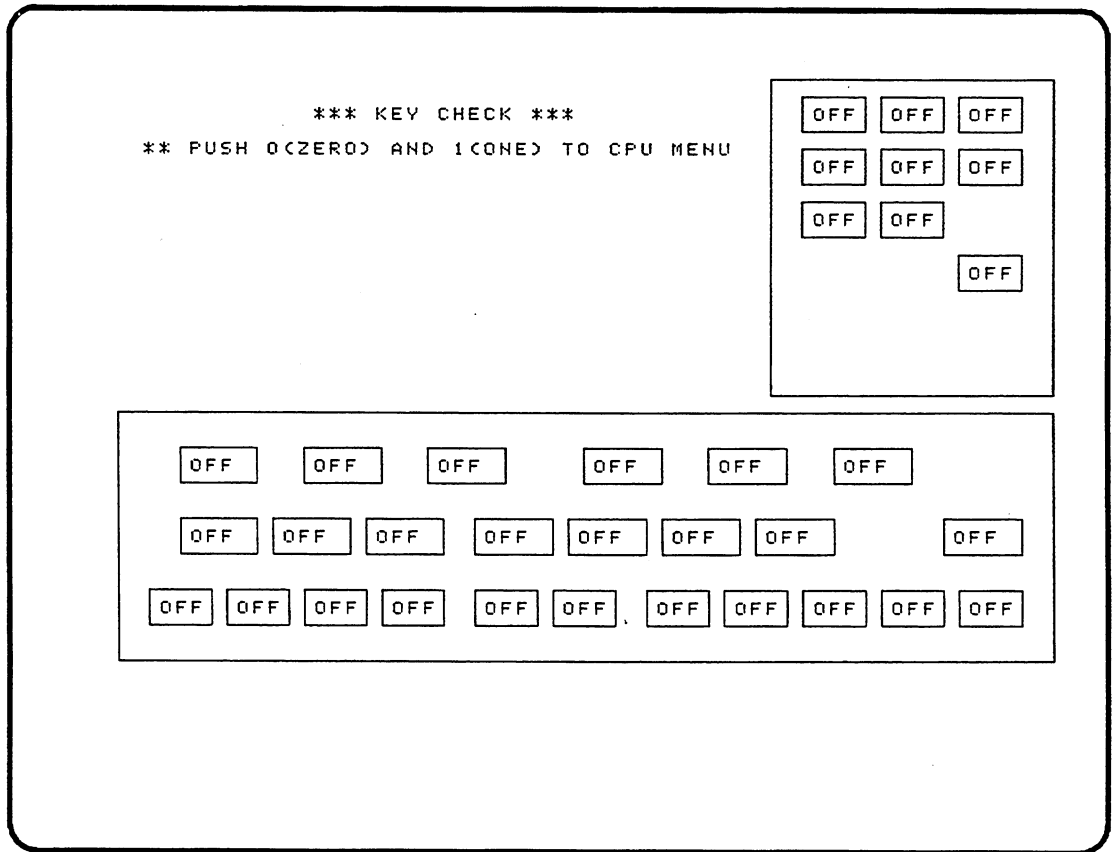 *** KEY CHECK ***
** PUSH 0(ZERO) AND 1(ONE) TO CPU MENU
OFF OFF OFF
OFF OFF OFF
OFF OFF
OFF
OFF OFF OFF OFF OFF OFF
OFF OFF OFF OFF OFF OFF OFF OFF
OFF OFF OFF OFF OFF OFF OFF OFF OFF OFF OFF